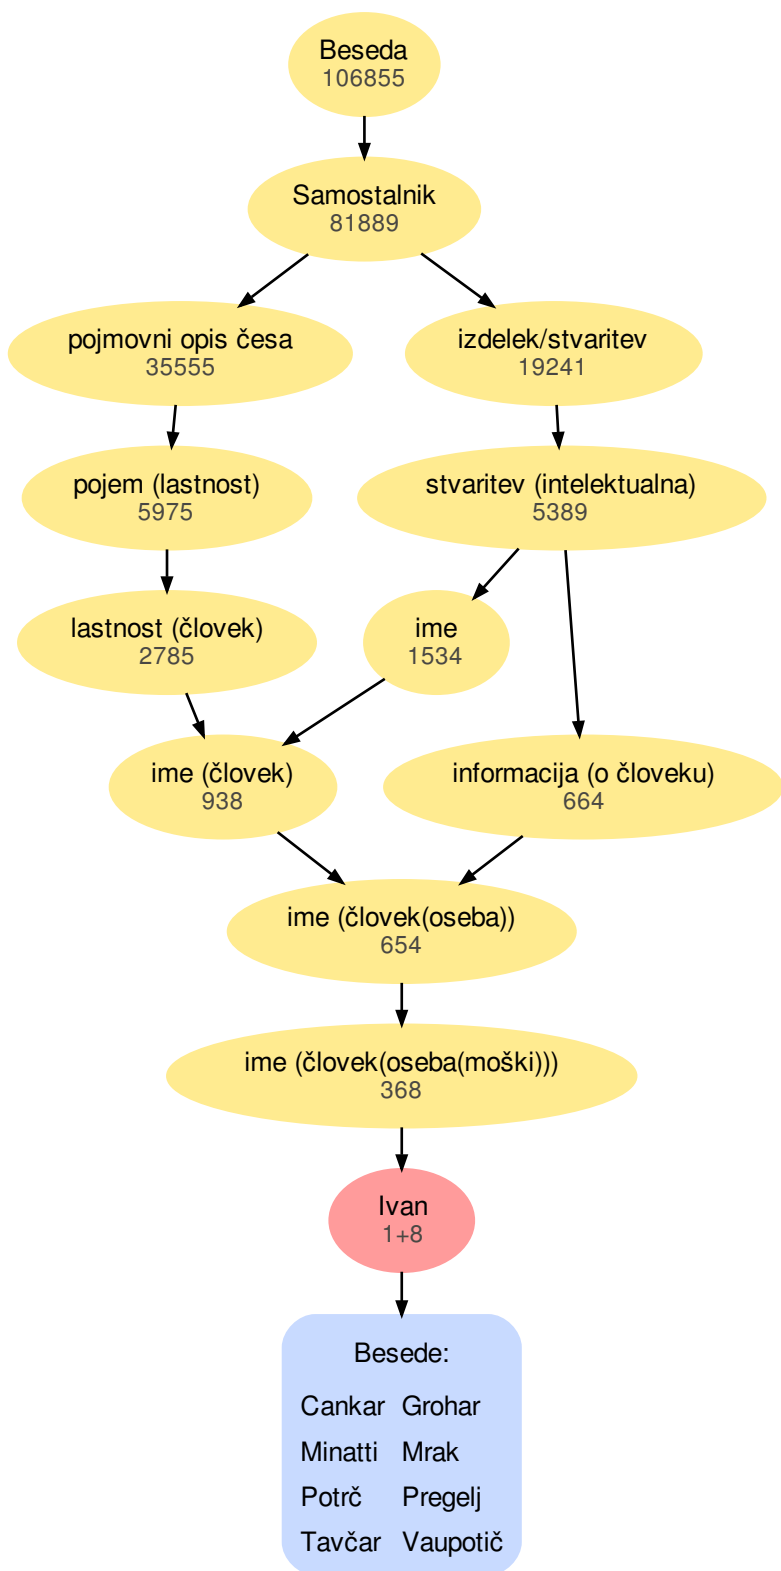 Beseda
106855
Samostalnik
81889
pojmovni opis česa
35555
izdelek/stvaritev
19241
pojem (lastnost)
5975
stvaritev (intelektualna)
5389
lastnost (človek)
2785
ime
1534
ime (človek)
938
informacija (o človeku)
664
ime (človek(oseba))
654
ime (človek(oseba(moški)))
368
Ivan
1+8
Besede:
Cankar Grohar
Minatti Mrak
Potrč Pregelj
Tavčar Vaupotič